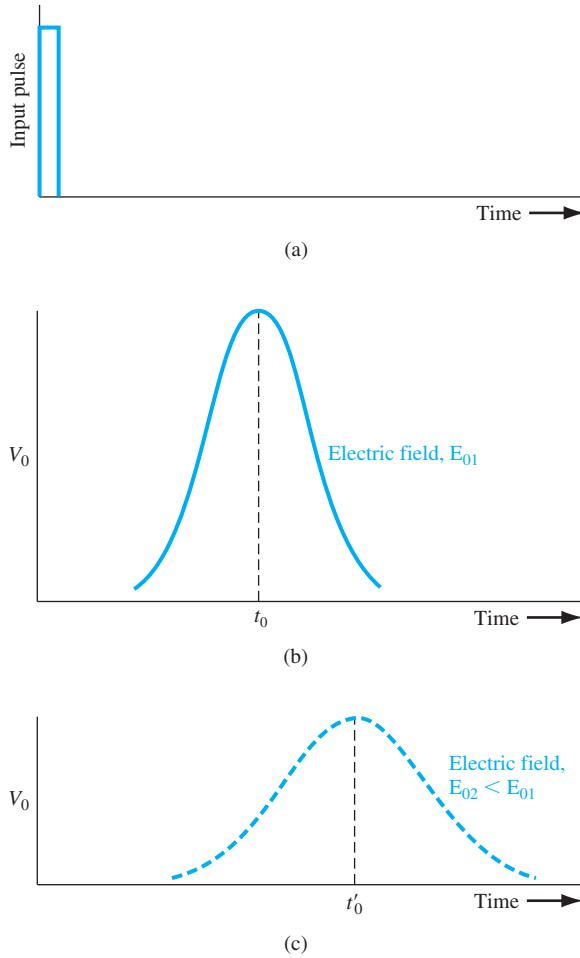 Input pulse
Time
(a)
V₀
Electric field, E₀₁
t₀
Time
(b)
V₀
Electric field,
E₀₂ < E₀₁
t′₀
Time
(c)